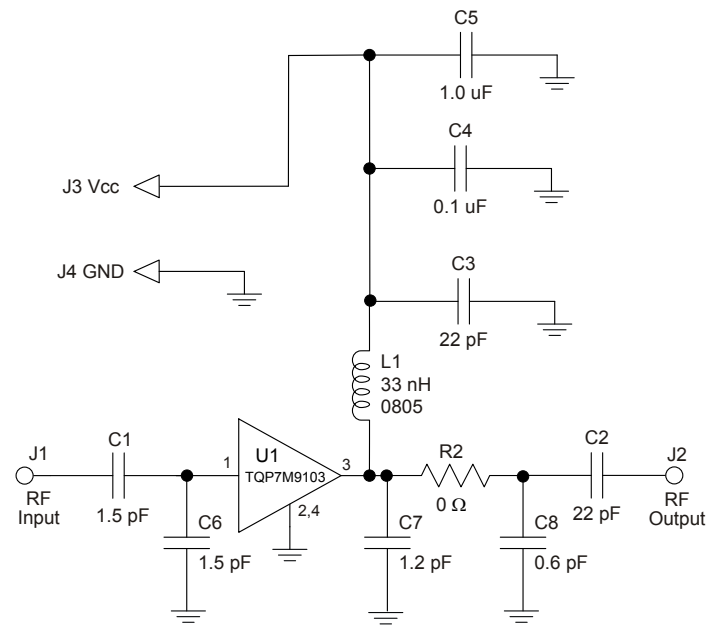 C5
1.0 uF
C4
J3 Vcc
0.1 uF
C3
J4 GND
22 pF
L1
33 nH
0805
J1
C1
U1
R2
C2
J2
1
TQP7M9103
3
RF
Input
2,4
RF
Output
1.5 pF
C6
0 Ω
22 pF
C7
C8
1.5 pF
1.2 pF
0.6 pF